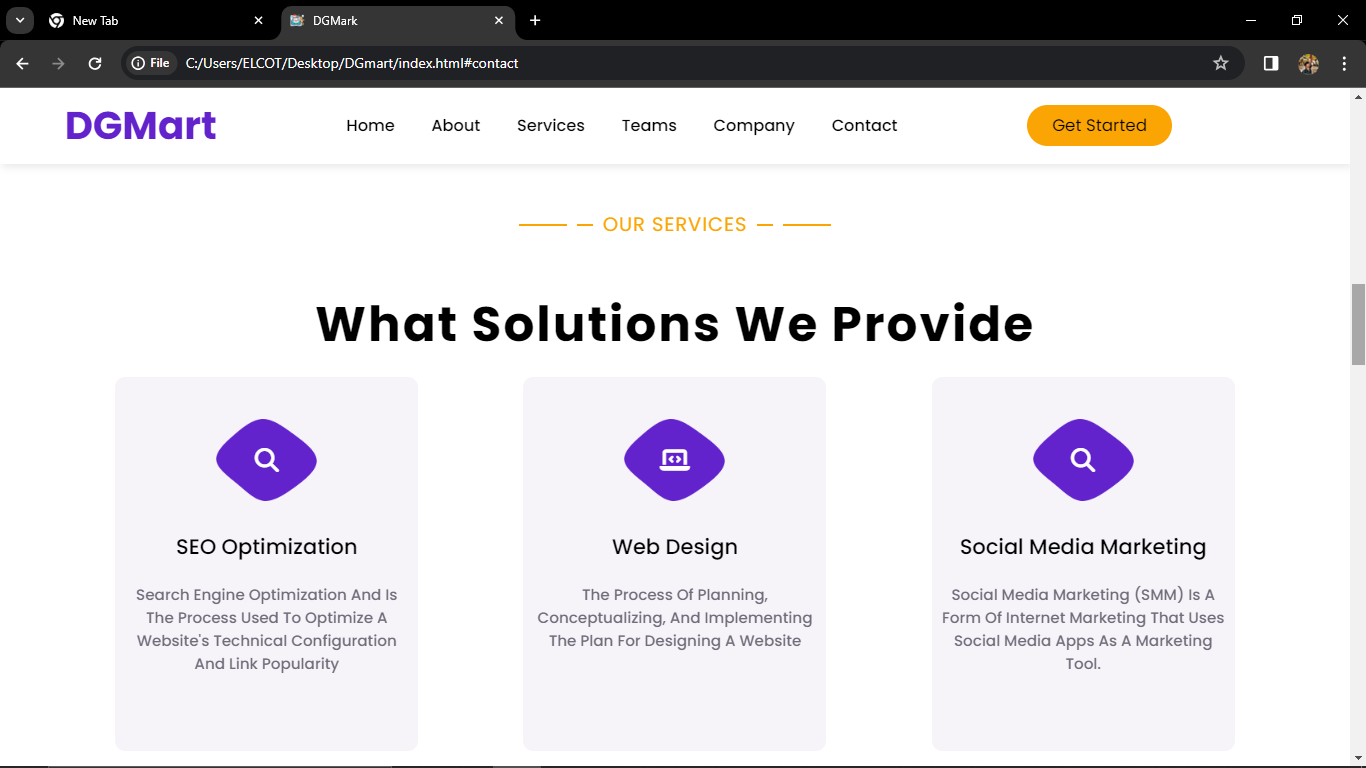 New Tab
DGMark
File C:/Users/ELCOT/Desktop/DGmart/index.html#contact
DGMart Home About Services Teams Company Contact Get Started
OUR SERVICES
What Solutions We Provide
SEO Optimization
Search Engine Optimization And Is
The Process Used To Optimize A
Website's Technical Configuration
And Link Popularity
Web Design
The Process Of Planning,
Conceptualizing, And Implementing
The Plan For Designing A Website
Social Media Marketing
Social Media Marketing (SMM) Is A
Form Of Internet Marketing That Uses
Social Media Apps As A Marketing
Tool.